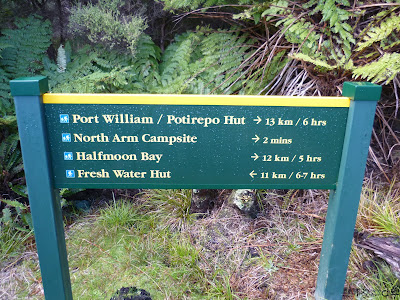 Port William / Potirepo Hut → 13 km / 6 hrs
North Arm Campsite → 2 mins
Halfmoon Bay → 12 km / 5 hrs
Fresh Water Hut ← 11 km / 6-7 hrs